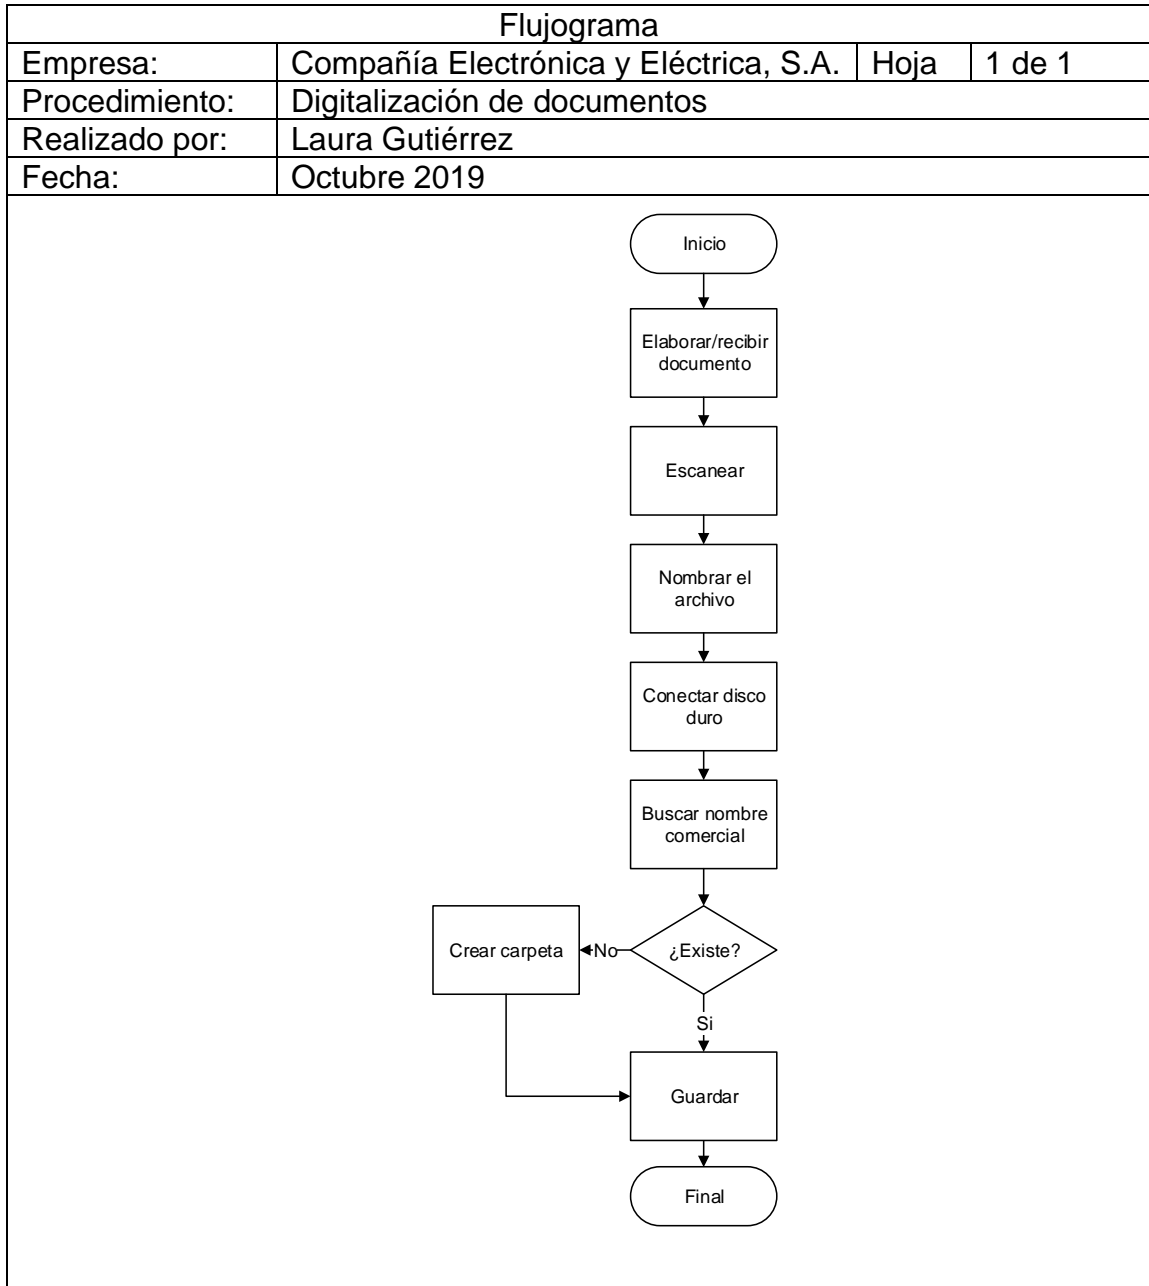 Flujograma
Empresa: Compañía Electrónica y Eléctrica, S.A. Hoja 1 de 1
Procedimiento: Digitalización de documentos
Realizado por: Laura Gutiérrez
Fecha: Octubre 2019
Inicio
Elaborar/recibir
documento
Escanear
Nombrar el
archivo
Conectar disco
duro
Buscar nombre
comercial
Crear carpeta
No
¿Existe?
Si
Guardar
Final